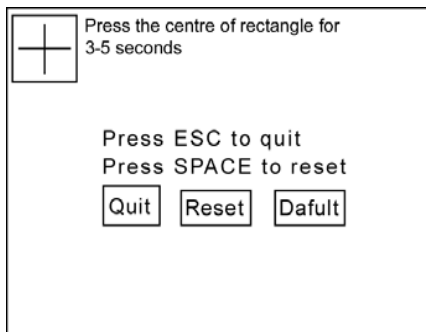 Press the centre of rectangle for
3-5 seconds
Press ESC to quit
Press SPACE to reset
Quit Reset Dafult